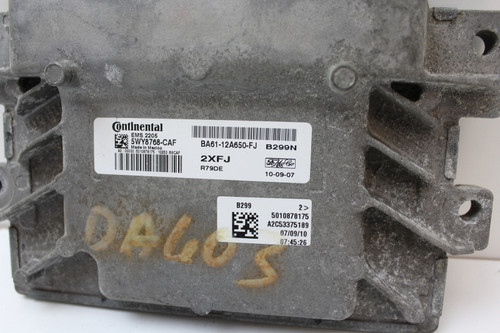 Continental
EMS 2205
5WY8768-CAF
Made in Mexico
BA61-12A650-FJ B299N
2XFJ
R79DE
10-09-07
B299 2>
5010878175
A2C53375189
07/09/10
07:45:26
DA60S